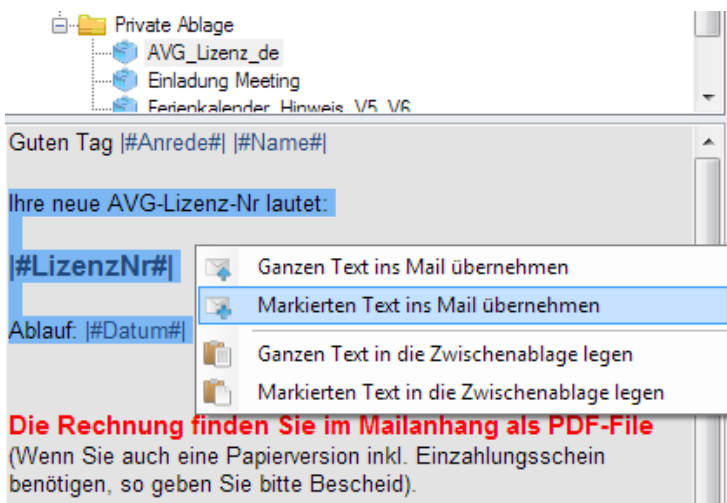 Private Ablage
AVG_Lizenz_de
Einladung Meeting
Ferienkalender_Hinweis_V5_V6
Guten Tag |#Anrede#| |#Name#|
Ihre neue AVG-Lizenz-Nr lautet:
|#LizenzNr#|
Ganzen Text ins Mail übernehmen
Markierten Text ins Mail übernehmen
Ablauf: |#Datum#|
Ganzen Text in die Zwischenablage legen
Markierten Text in die Zwischenablage legen
Die Rechnung finden Sie im Mailanhang als PDF-File
(Wenn Sie auch eine Papierversion inkl. Einzahlungsschein
benötigen, so geben Sie bitte Bescheid).